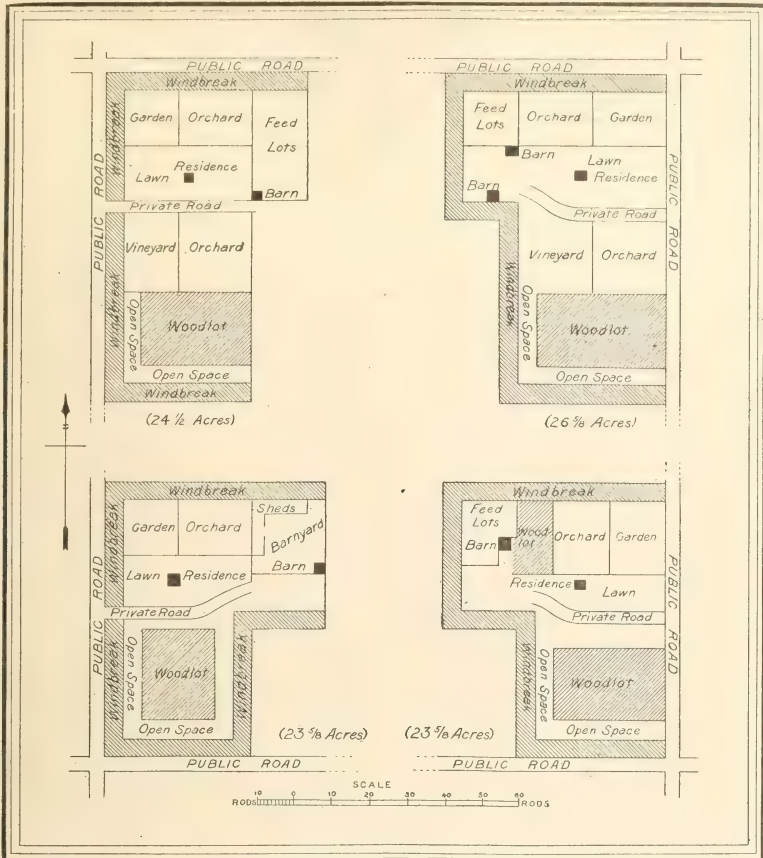 PUBLIC ROAD
Windbreak
Windbreak
Garden
Orchard
Feed
Lots
Residence
Lawn
Barn
Private Road
PUBLIC ROAD
Vineyard
Orchard
Windbreak
Open Space
Woodlot
Open Space
Windbreak
(24 1/2 Acres)
PUBLIC ROAD
Windbreak
Feed
Lots
Orchard
Garden
Barn
Lawn
Residence
Barn
Private Road
PUBLIC ROAD
Windbreak
Vineyard
Orchard
Open Space
Woodlot
Open Space
(26 5/8 Acres)
N
Windbreak
Windbreak
Sheds
Garden
Orchard
Barnyard
Barn
Lawn
Residence
Private Road
PUBLIC ROAD
Windbreak
Open Space
Woodlot
Windbreak
Open Space
(23 5/8 Acres)
PUBLIC ROAD
Windbreak
Feed
Lots
Wood-
lot
Orchard
Garden
Barn
Residence
Lawn
Private Road
PUBLIC ROAD
Windbreak
Open Space
Woodlot
Open Space
(23 5/8 Acres)
PUBLIC ROAD
SCALE
10 0 10 20 30 40 50 60
RODS RODS